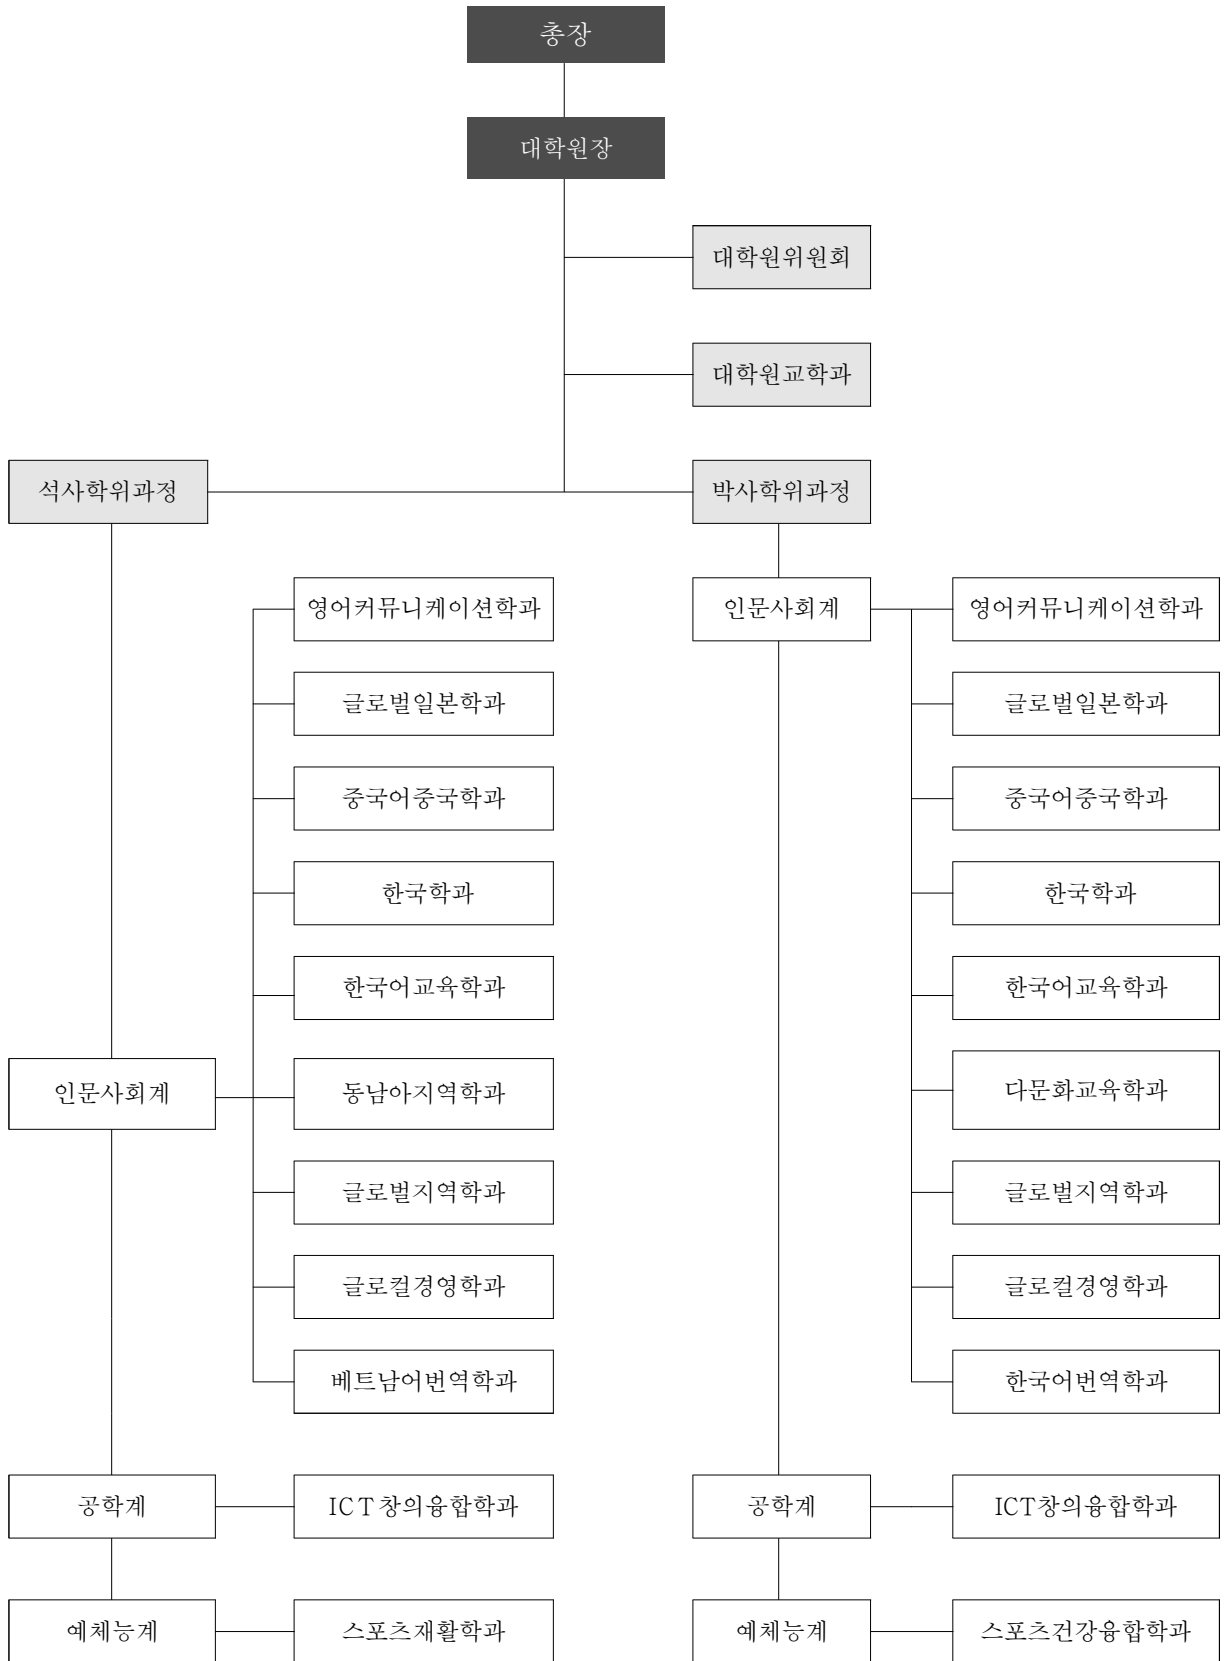 총장
대학원장
대학원위원회
대학원교학과
석사학위과정
박사학위과정
영어커뮤니케이션학과
인문사회계
영어커뮤니케이션학과
글로벌일본학과
글로벌일본학과
중국어중국학과
중국어중국학과
한국학과
한국학과
한국어교육학과
한국어교육학과
인문사회계
동남아지역학과
다문화교육학과
글로벌지역학과
글로벌지역학과
글로컬경영학과
글로컬경영학과
베트남어번역학과
한국어번역학과
공학계
ICT창의융합학과
공학계
ICT창의융합학과
예체능계
스포츠재활학과
예체능계
스포츠건강융합학과